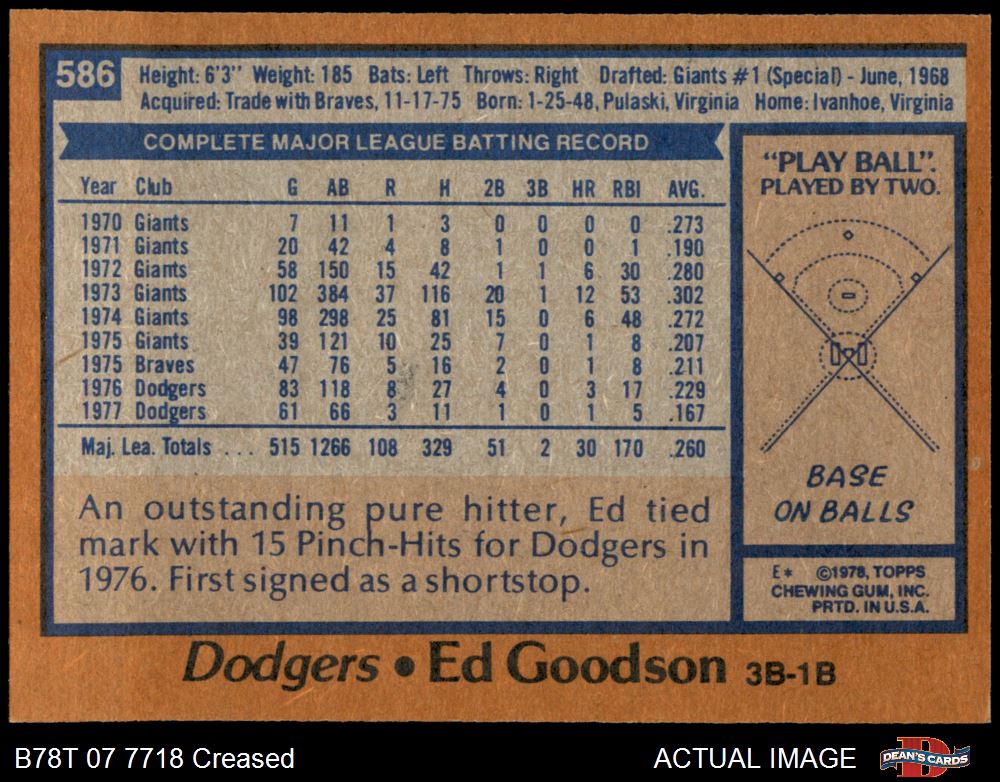 586
Height: 6'3" Weight: 185 Bats: Left Throws: Right Drafted: Giants #1 (Special) - June, 1968
Acquired: Trade with Braves, 11-17-75 Born: 1-25-48, Pulaski, Virginia Home: Ivanhoe, Virginia
COMPLETE MAJOR LEAGUE BATTING RECORD
Year Club G AB R H 2B 3B HR RBI AVG.
1970 Giants 7 11 1 3 0 0 0 0 .273
1971 Giants 20 42 4 8 1 0 0 1 .190
1972 Giants 58 150 15 42 1 1 6 30 .280
1973 Giants 102 384 37 116 20 1 12 53 .302
1974 Giants 98 298 25 81 15 0 6 48 .272
1975 Giants 39 121 10 25 7 0 1 8 .207
1975 Braves 47 76 5 16 2 0 1 8 .211
1976 Dodgers 83 118 8 27 4 0 3 17 .229
1977 Dodgers 61 66 3 11 1 0 1 5 .167
Maj. Lea. Totals . . . 515 1266 108 329 51 2 30 170 .260
An outstanding pure hitter, Ed tied
mark with 15 Pinch-Hits for Dodgers in
1976. First signed as a shortstop.
"PLAY BALL".
PLAYED BY TWO.
BASE
ON BALLS
E* ©1978, TOPPS
CHEWING GUM, INC.
PRTD. IN U.S.A.
Dodgers • Ed Goodson 3B-1B
B78T 07 7718 Creased
ACTUAL IMAGE
DEAN'S CARDS